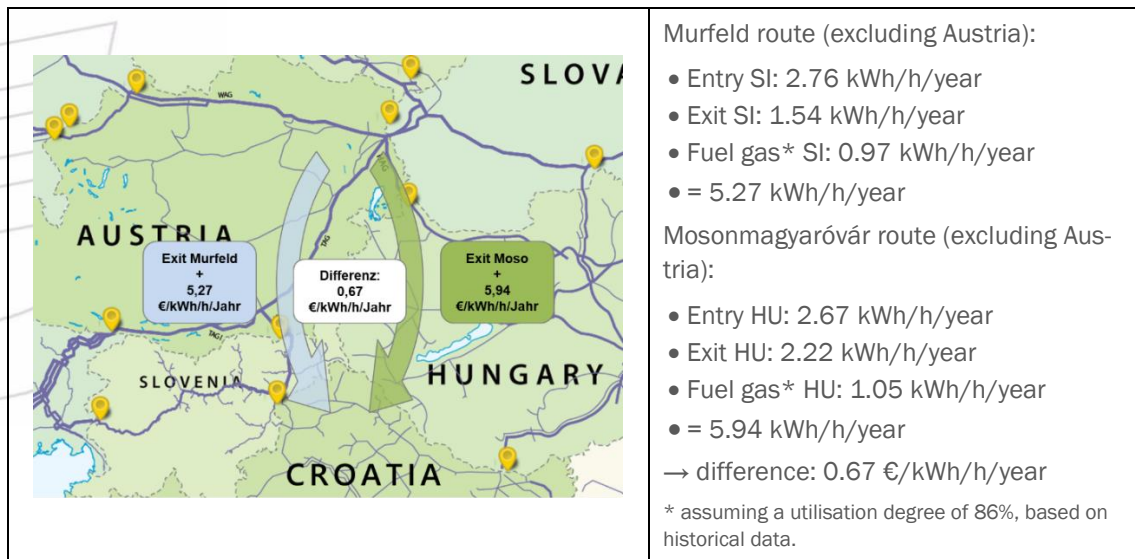 SLOVA
WAG
WAG
AUSTRIA
TAG
Exit Murfeld
+
5,27
€/kWh/h/Jahr
Differenz:
0,67
€/kWh/h/Jahr
Exit Moso
+
5,94
€/kWh/h/Jahr
TAG
SLOVENIA
HUNGARY
CROATIA
Murfeld route (excluding Austria):
• Entry SI: 2.76 kWh/h/year
• Exit SI: 1.54 kWh/h/year
• Fuel gas* SI: 0.97 kWh/h/year
• = 5.27 kWh/h/year
Mosonmagyaróvár route (excluding Aus-
tria):
• Entry HU: 2.67 kWh/h/year
• Exit HU: 2.22 kWh/h/year
• Fuel gas* HU: 1.05 kWh/h/year
• = 5.94 kWh/h/year
→ difference: 0.67 €/kWh/h/year
* assuming a utilisation degree of 86%, based on
historical data.